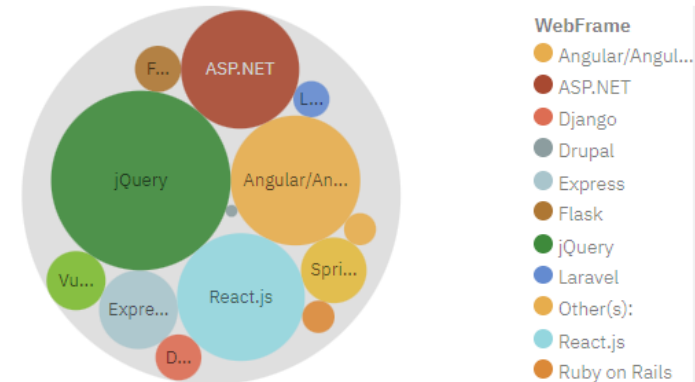 F...
ASP.NET
L...
jQuery
Angular/An...
Vu...
Expre...
React.js
Spri...
D...
WebFrame
Angular/Angul...
ASP.NET
Django
Drupal
Express
Flask
jQuery
Laravel
Other(s):
React.js
Ruby on Rails